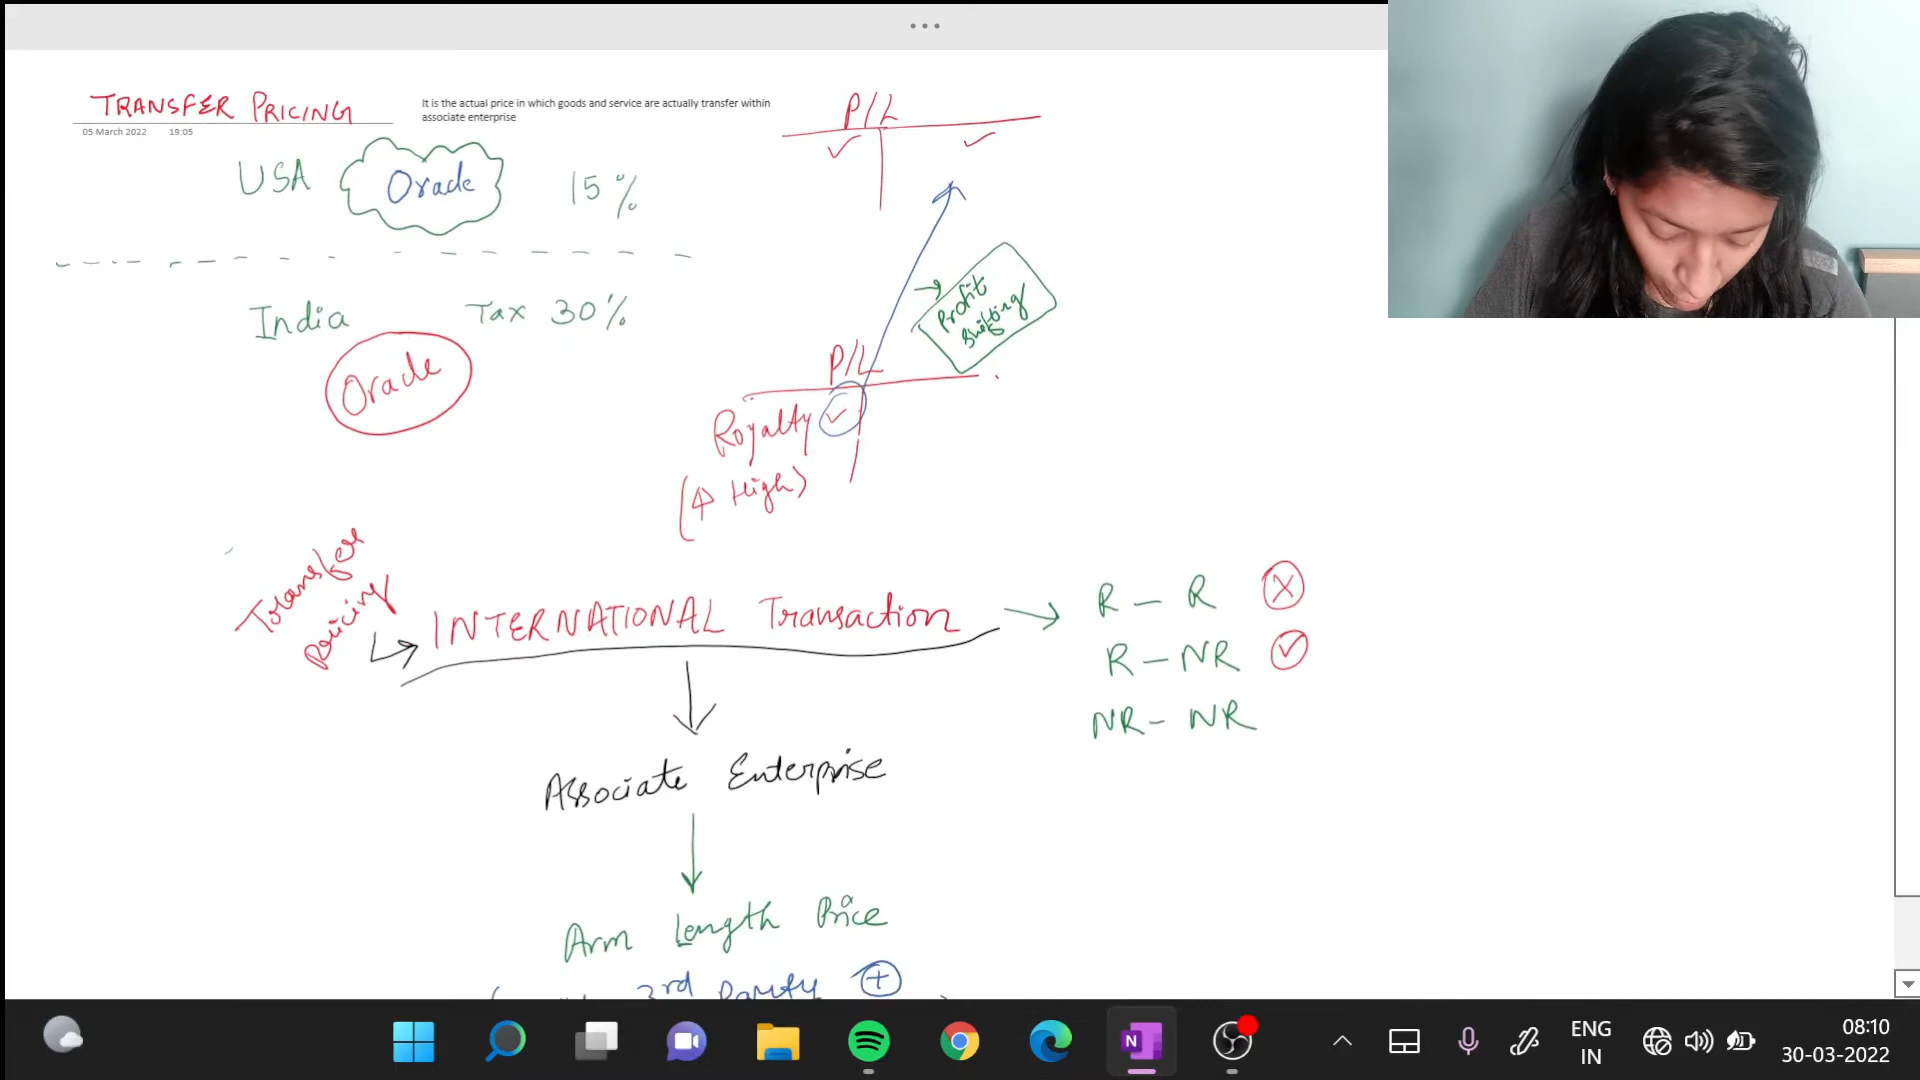 TRANSFER PRICING
It is the actual price in which goods and service are actually transfer within
associate enterprise
05 March 2022 19:05
P/L
USA Oracle 15%
India Tax 30%
Oracle
Profit
Shifting
P/L
Royalty
(↑ High)
Transfer
pricing
INTERNATIONAL Transaction
R - R
R - NR
NR - NR
Associate Enterprise
Arm Length Price
3rd Party +
ENG
IN
08:10
30-03-2022